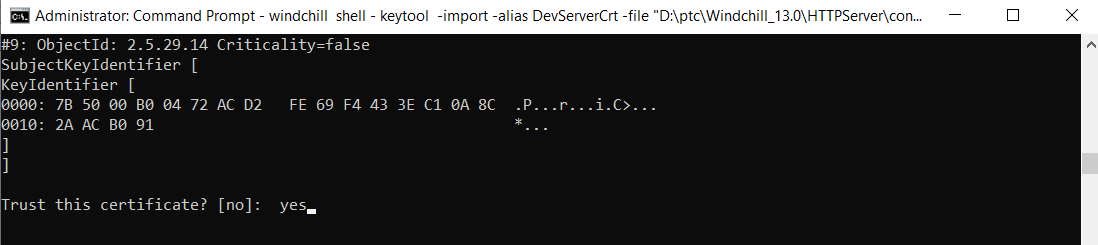 Administrator: Command Prompt - windchill  shell - keytool  -import -alias DevServerCrt -file "D:\ptc\Windchill_13.0\HTTPServer\con...
#9: ObjectId: 2.5.29.14 Criticality=false
SubjectKeyIdentifier [
KeyIdentifier [
0000: 7B 50 00 B0 04 72 AC D2   FE 69 F4 43 3E C1 0A 8C  .P...r...i.C>...
0010: 2A AC B0 91                                        *...
]
]
Trust this certificate? [no]:  yes